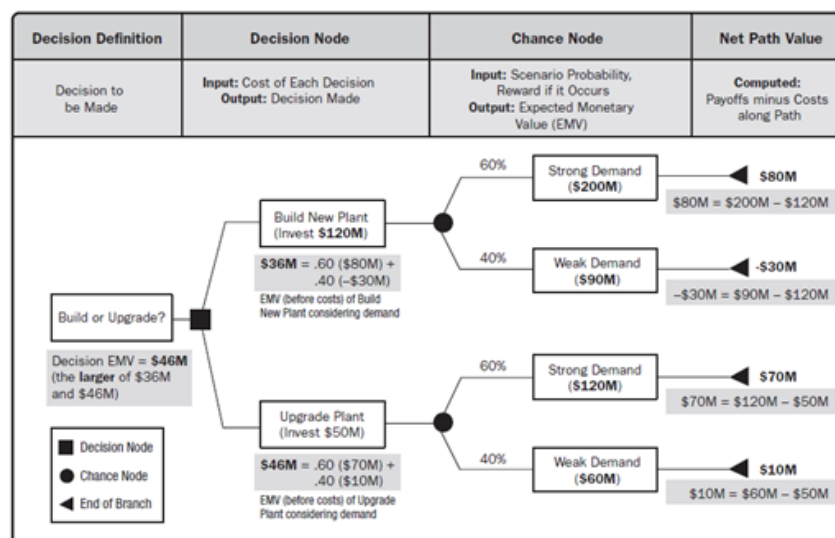 Decision Definition
Decision Node
Chance Node
Net Path Value
Decision to
be Made
Input: Cost of Each Decision
Output: Decision Made
Input: Scenario Probability,
Reward if it Occurs
Output: Expected Monetary
Value (EMV)
Computed:
Payoffs minus Costs
along Path
60%
Strong Demand
($200M)
$80M
$80M = $200M – $120M
Build New Plant
(Invest $120M)
40%
Weak Demand
($90M)
-$30M
–$30M = $90M – $120M
$36M = .60 ($80M) +
.40 (–$30M)
EMV (before costs) of Build
New Plant considering demand
Build or Upgrade?
Decision EMV = $46M
(the larger of $36M
and $46M)
60%
Strong Demand
($120M)
$70M
$70M = $120M – $50M
Upgrade Plant
(Invest $50M)
40%
Weak Demand
($60M)
$10M
$10M = $60M – $50M
$46M = .60 ($70M) +
.40 ($10M)
EMV (before costs) of Upgrade
Plant considering demand
Decision Node
Chance Node
End of Branch